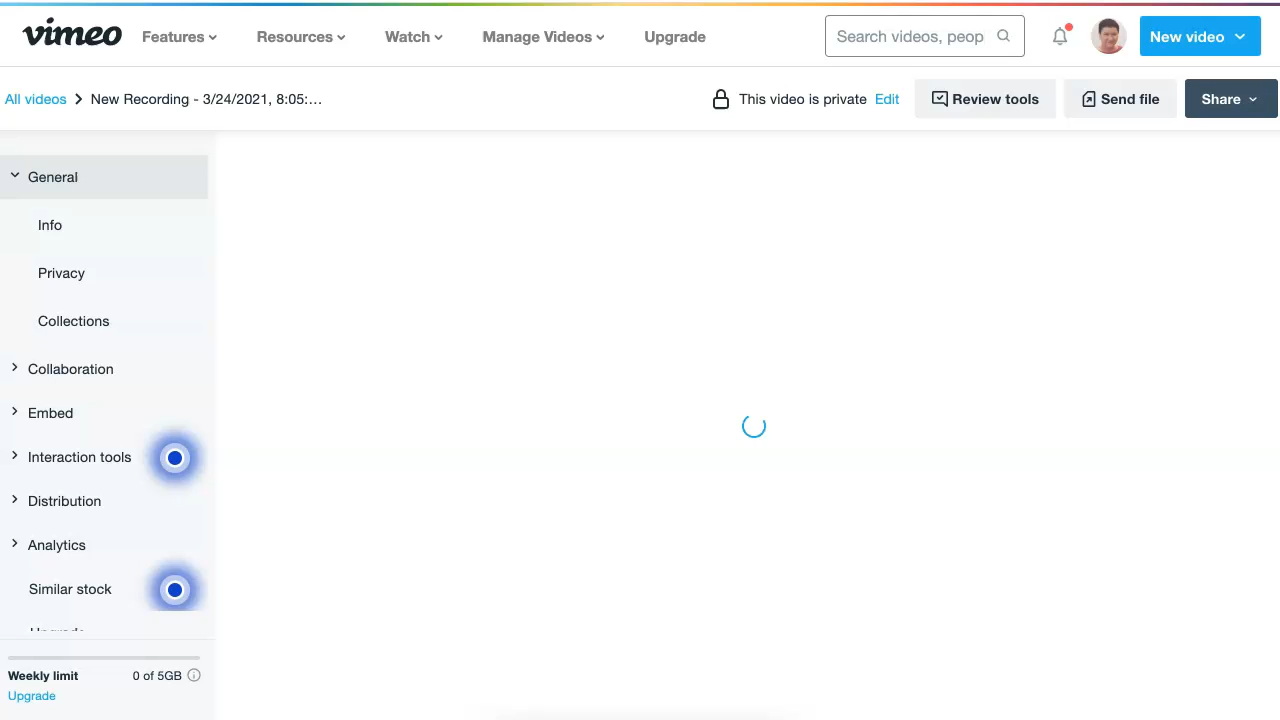 vimeo Features Resources Watch Manage Videos Upgrade Search videos, peop New video
All videos New Recording - 3/24/2021, 8:05:... This video is private Edit Review tools Send file Share
General
Info
Privacy
Collections
Collaboration
Embed
Interaction tools
Distribution
Analytics
Similar stock
Weekly limit 0 of 5GB
Upgrade